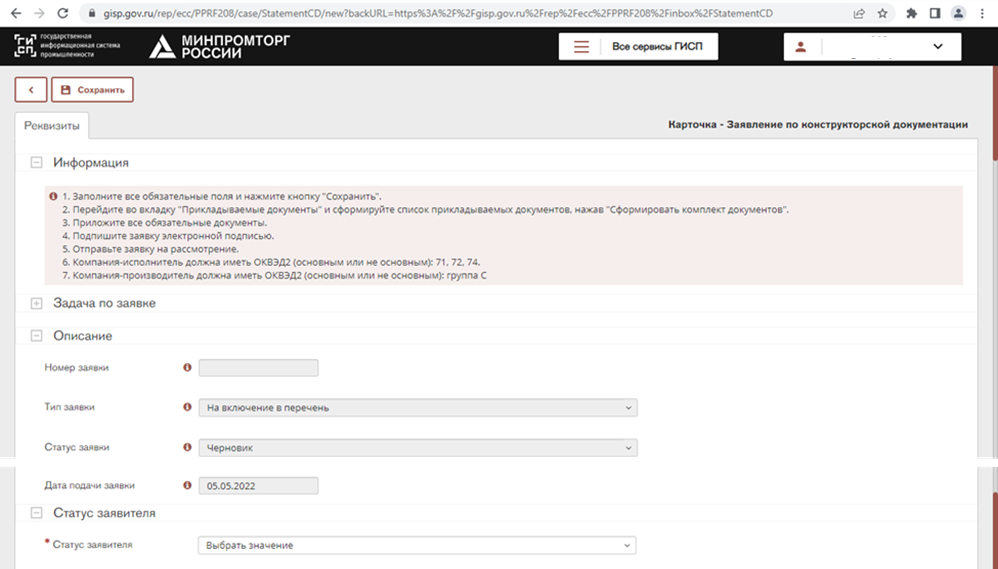 gisp.gov.ru/rep/ecc/PPRF208/case/StatementCD/new?backURL=https%3A%2F%2Fgisp.gov.ru%2Frep%2Fecc%2FPPRF208%2Finbox%2FStatementCD
ГИСП
государственная
информационная система
промышленности
МИНПРОМТОРГ
РОССИИ
Все сервисы ГИСП
Сохранить
Реквизиты
Карточка - Заявление по конструкторской документации
Информация
1. Заполните все обязательные поля и нажмите кнопку "Сохранить".
2. Перейдите во вкладку "Прикладываемые документы" и сформируйте список прикладываемых документов, нажав "Сформировать комплект документов".
3. Приложите все обязательные документы.
4. Подпишите заявку электронной подписью.
5. Отправьте заявку на рассмотрение.
6. Компания-исполнитель должна иметь ОКВЭД2 (основным или не основным): 71, 72, 74.
7. Компания-производитель должна иметь ОКВЭД2 (основным или не основным): группа С
Задача по заявке
Описание
Номер заявки
Тип заявки На включение в перечень
Статус заявки Черновик
Дата подачи заявки 05.05.2022
Статус заявителя
* Статус заявителя Выбрать значение